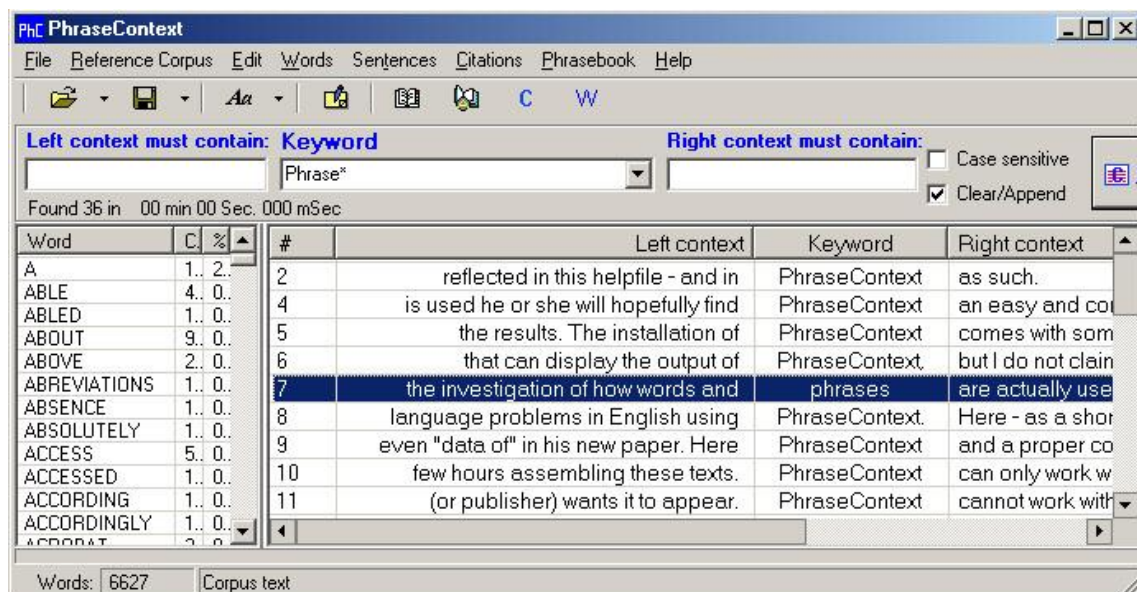 PhC PhraseContext
File Reference Corpus Edit Words Sentences Citations Phrasebook Help
Aa C W
Left context must contain: Keyword Right context must contain:
Phrase*
Case sensitive
Clear/Append
Found 36 in 00 min 00 Sec. 000 mSec
Word C. % # Left context Keyword Right context
A 1.. 2..
ABLE 4.. 0..
ABLED 1.. 0..
ABOUT 9.. 0..
ABOVE 2.. 0..
ABREVIATIONS 1.. 0..
ABSENCE 1.. 0..
ABSOLUTELY 1.. 0..
ACCESS 5.. 0..
ACCESSED 1.. 0..
ACCORDING 1.. 0..
ACCORDINGLY 1.. 0..
2 reflected in this helpfile - and in PhraseContext as such.
4 is used he or she will hopefully find PhraseContext an easy and
5 the results. The installation of PhraseContext comes with som
6 that can display the output of PhraseContext, but I do not clain
7 the investigation of how words and phrases are actually use
8 language problems in English using PhraseContext. Here - as a shor
9 even "data of" in his new paper. Here PhraseContext and a proper co
10 few hours assembling these texts. PhraseContext can only work w
11 (or publisher) wants it to appear. PhraseContext cannot work with
Words: 6627 Corpus text